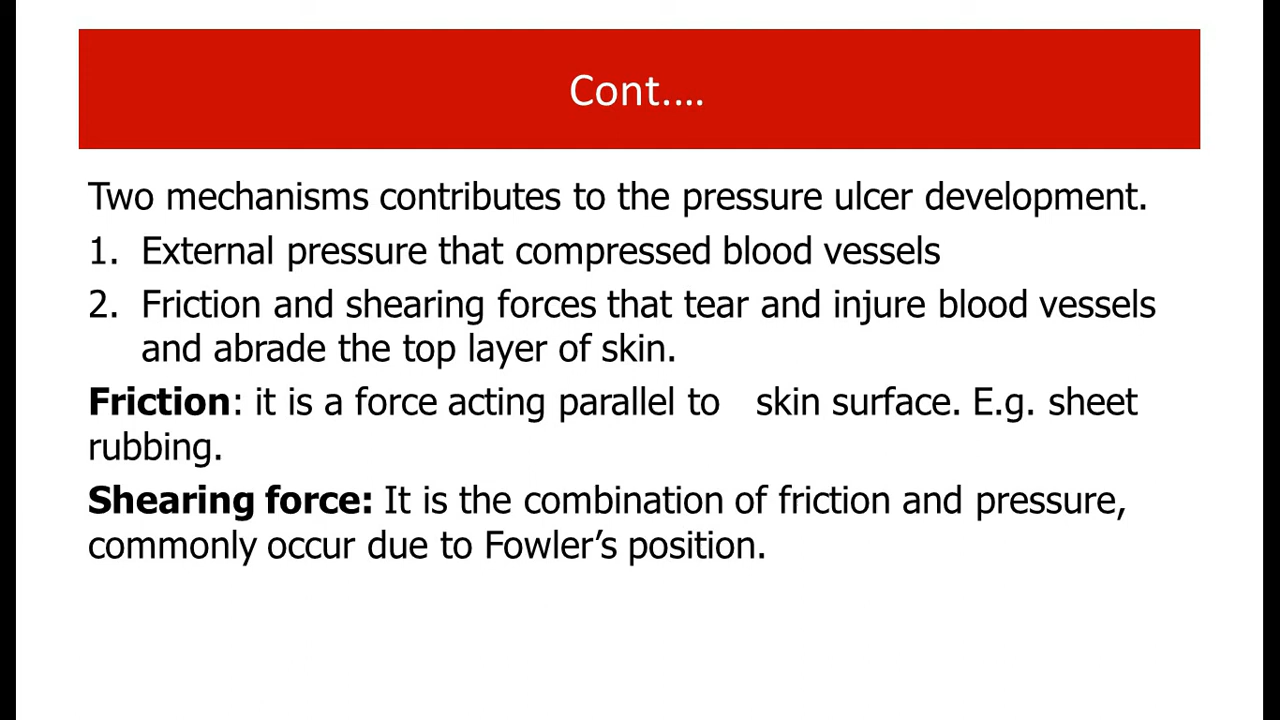 Cont.…
Two mechanisms contributes to the pressure ulcer development.
1. External pressure that compressed blood vessels
2. Friction and shearing forces that tear and injure blood vessels
and abrade the top layer of skin.
Friction: it is a force acting parallel to skin surface. E.g. sheet
rubbing.
Shearing force: It is the combination of friction and pressure,
commonly occur due to Fowler’s position.